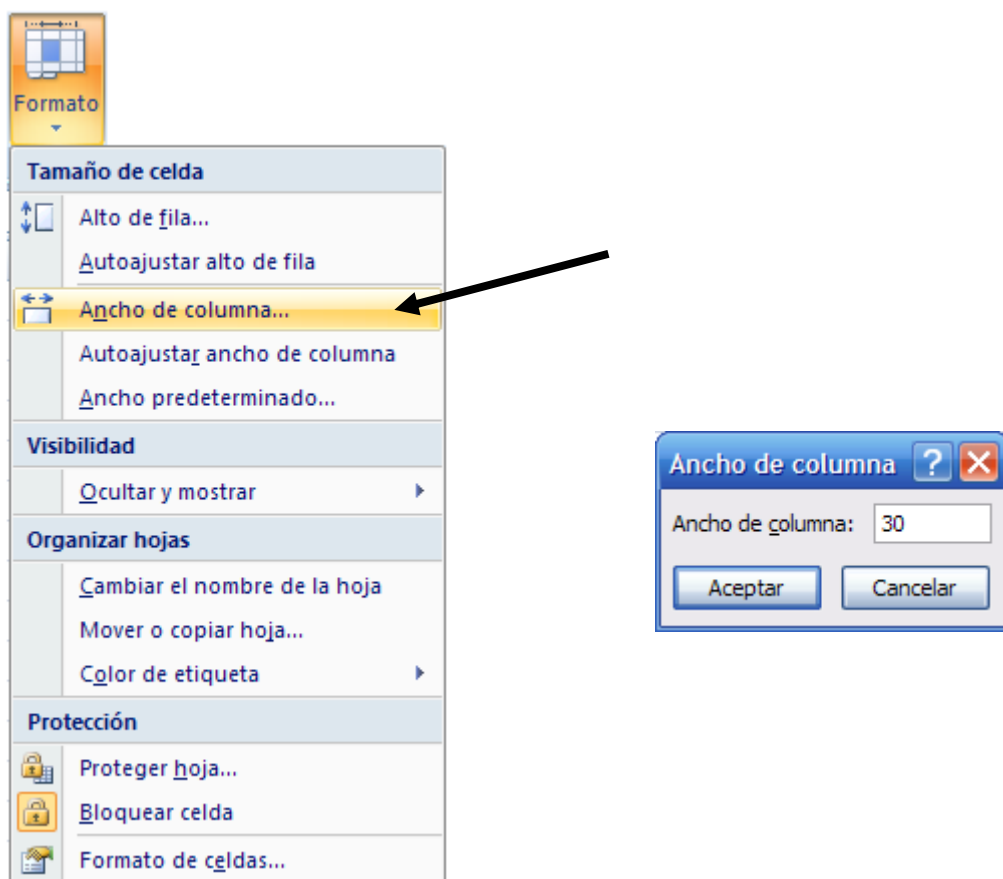 Formato
Tamaño de celda
Alto de fila...
Autoajustar alto de fila
Ancho de columna...
Autoajustar ancho de columna
Ancho predeterminado...
Visibilidad
Ocultar y mostrar
Organizar hojas
Cambiar el nombre de la hoja
Mover o copiar hoja...
Color de etiqueta
Protección
Proteger hoja...
Bloquear celda
Formato de celdas...
Ancho de columna ?
Ancho de columna: 30
Aceptar Cancelar